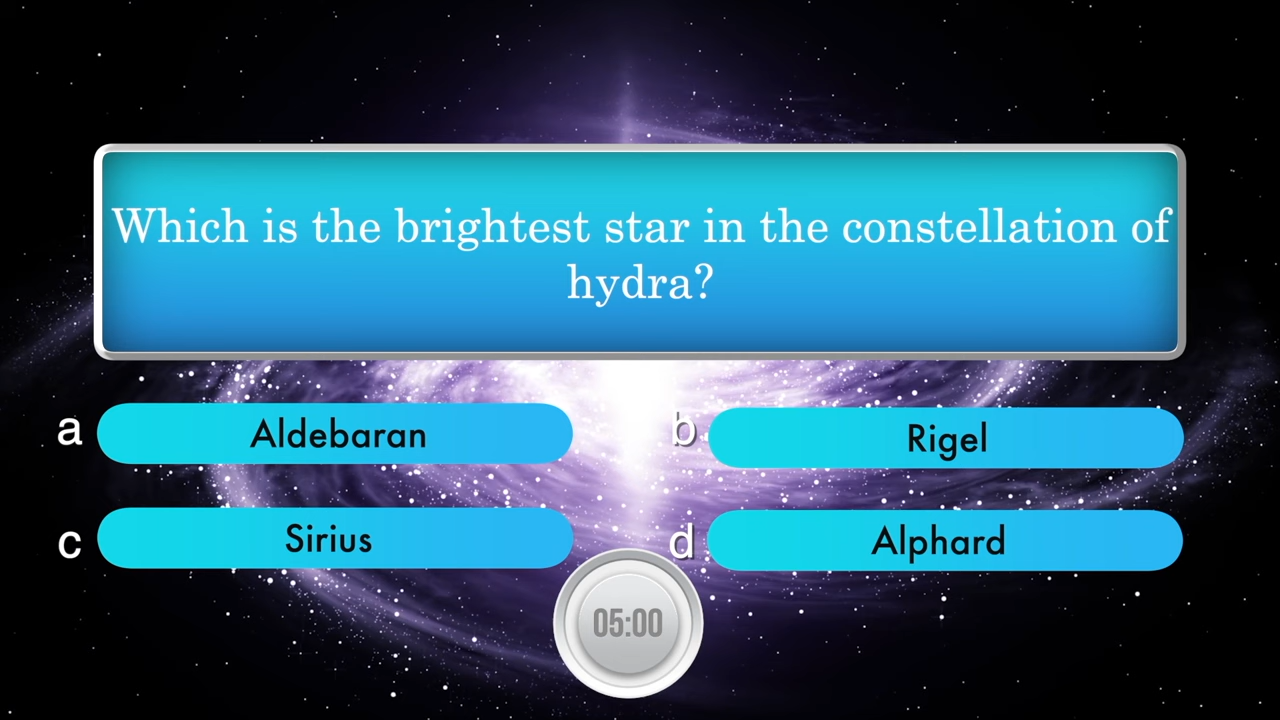 Which is the brightest star in the constellation of
hydra?
a Aldebaran
b Rigel
c Sirius
d Alphard
05:00